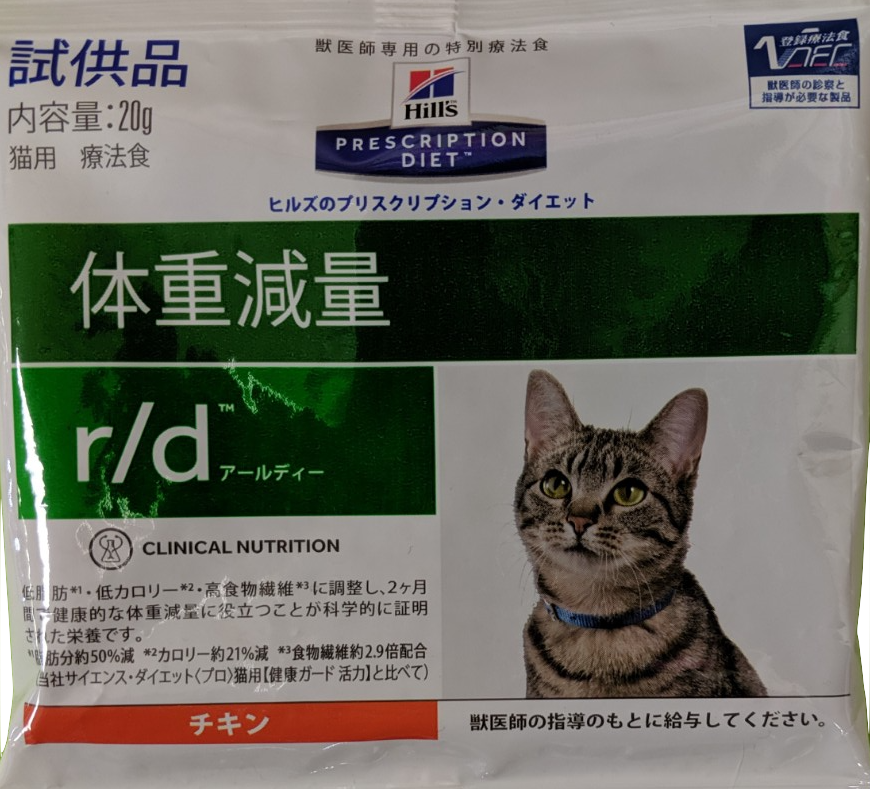 試供品
内容量:20g
猫用 療法食
獣医師専用の特別療法食
Hill's
PRESCRIPTION
DIET™
ヒルズのプリスクリプション・ダイエット
登録療法食
獣医師の診察と
指導が必要な製品
体重減量
r/d™
アールディー
CLINICAL NUTRITION
低脂肪*1・低カロリー*2・高食物繊維*3に調整し、2ヶ月
間で健康的な体重減量に役立つことが科学的に証明
された栄養です。
*1脂肪分約50%減 *2カロリー約21%減 *3食物繊維約2.9倍配合
当社サイエンス・ダイエット〈プロ〉猫用【健康ガード 活力】と比べて)
チキン
獣医師の指導のもとに給与してください。